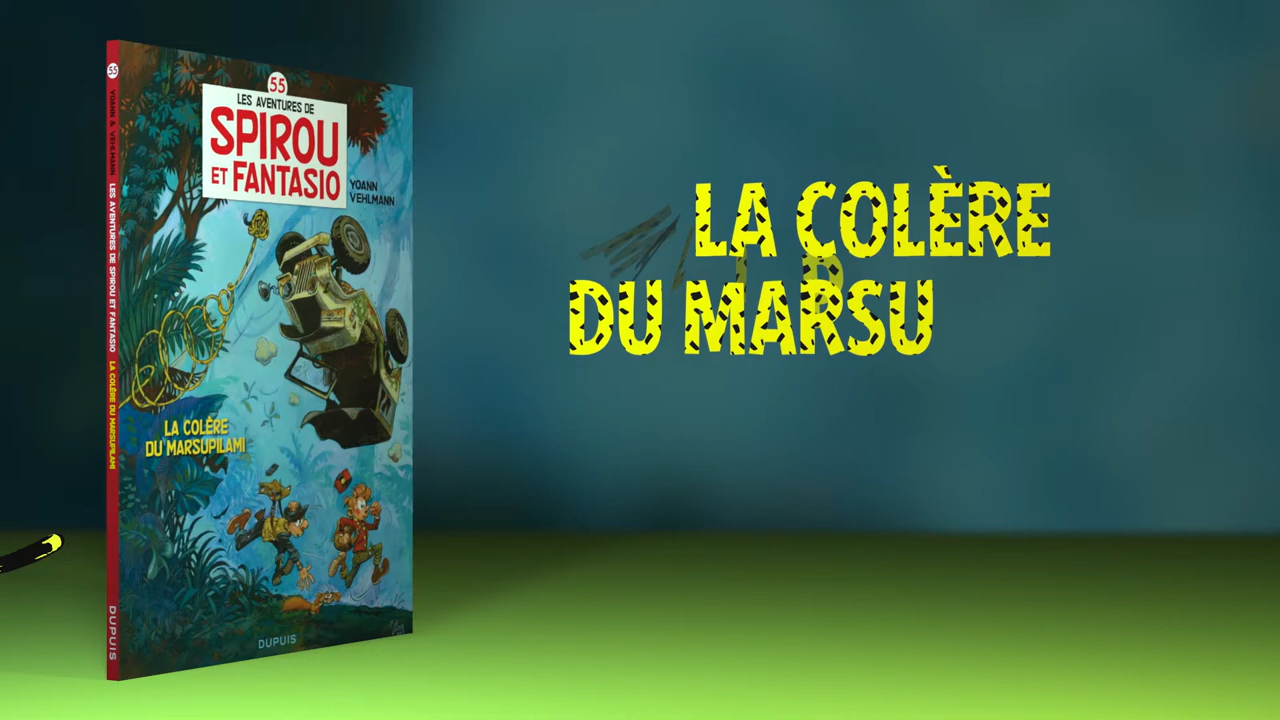 55
LES AVENTURES DE
SPIROU
ET FANTASIO
YOANN
VEHLMANN
LA COLÈRE
DU MARSUPILAMI
DUPUIS
55
YOANN & VEHLMANN
LES AVENTURES DE SPIROU ET FANTASIO
LA COLÈRE DU MARSUPILAMI
DUPUIS
LA COLÈRE
DU MARSU